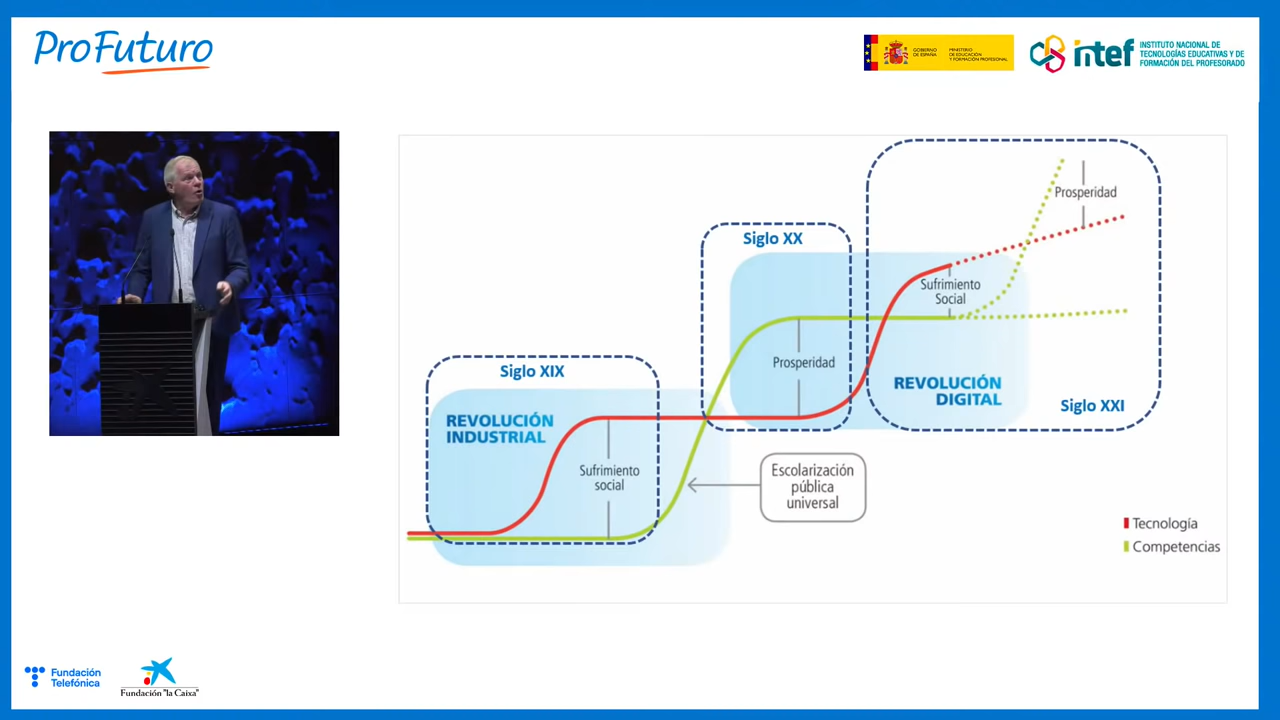 ProFuturo
GOBIERNO
DE ESPAÑA
MINISTERIO
DE EDUCACIÓN
Y FORMACIÓN PROFESIONAL
intef
INSTITUTO NACIONAL DE
TECNOLOGÍAS EDUCATIVAS Y DE
FORMACIÓN DEL PROFESORADO
Prosperidad
Siglo XX
Sufrimiento
Social
Prosperidad
Siglo XIX
REVOLUCIÓN
DIGITAL
Siglo XXI
REVOLUCIÓN
INDUSTRIAL
Sufrimiento
social
Escolarización
pública
universal
Tecnología
Competencias
Fundación
Telefónica
Fundación "la Caixa"